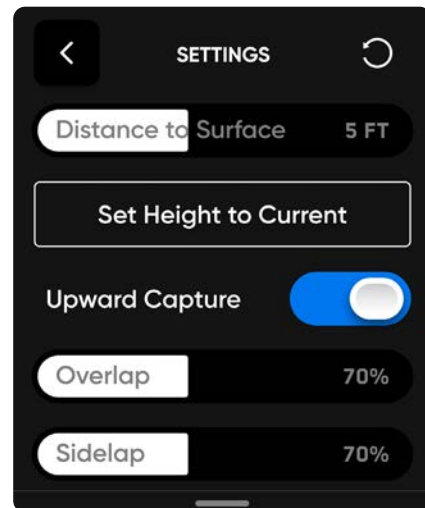 SETTINGS
Distance to Surface 5 FT
Set Height to Current
Upward Capture
Overlap 70%
Sidelap 70%